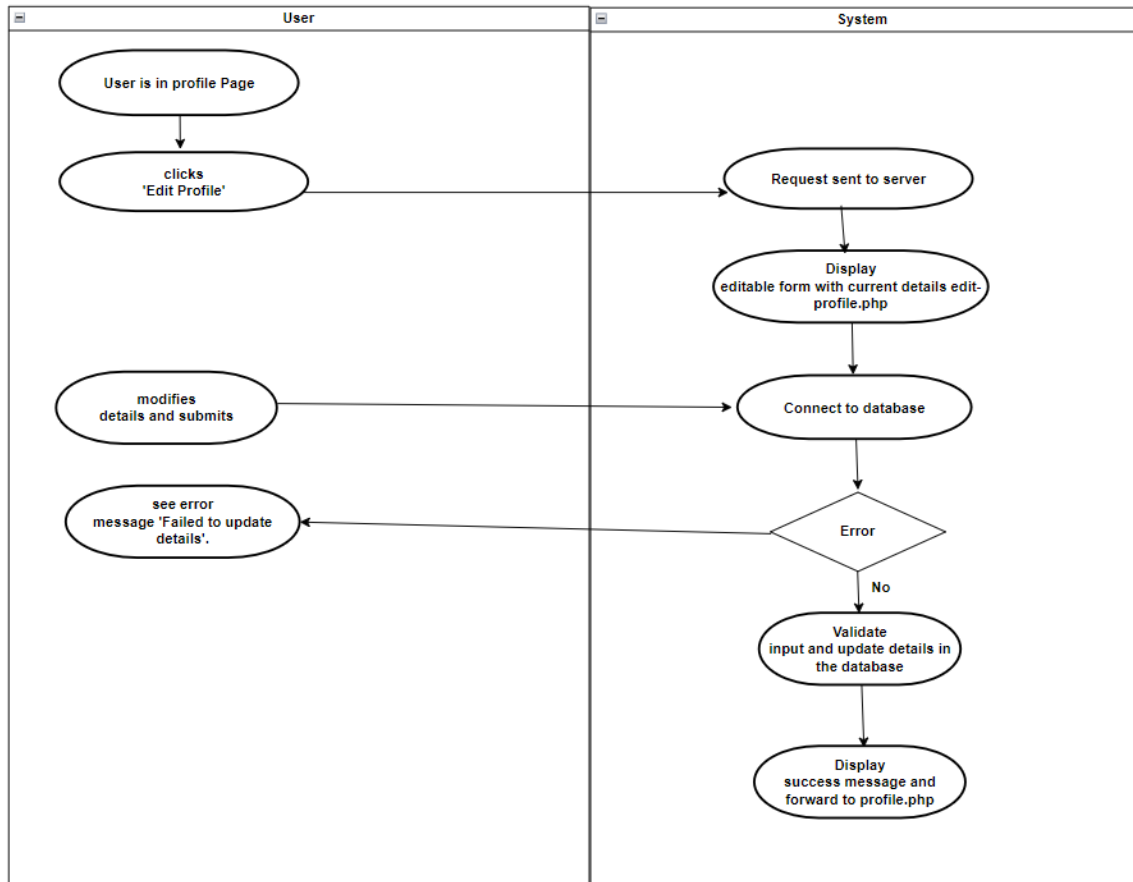 User
System
User is in profile Page
clicks
'Edit Profile'
Request sent to server
Display
editable form with current details edit-
profile.php
modifies
details and submits
Connect to database
see error
message 'Failed to update
details'.
Error
No
Validate
input and update details in
the database
Display
success message and
forward to profile.php